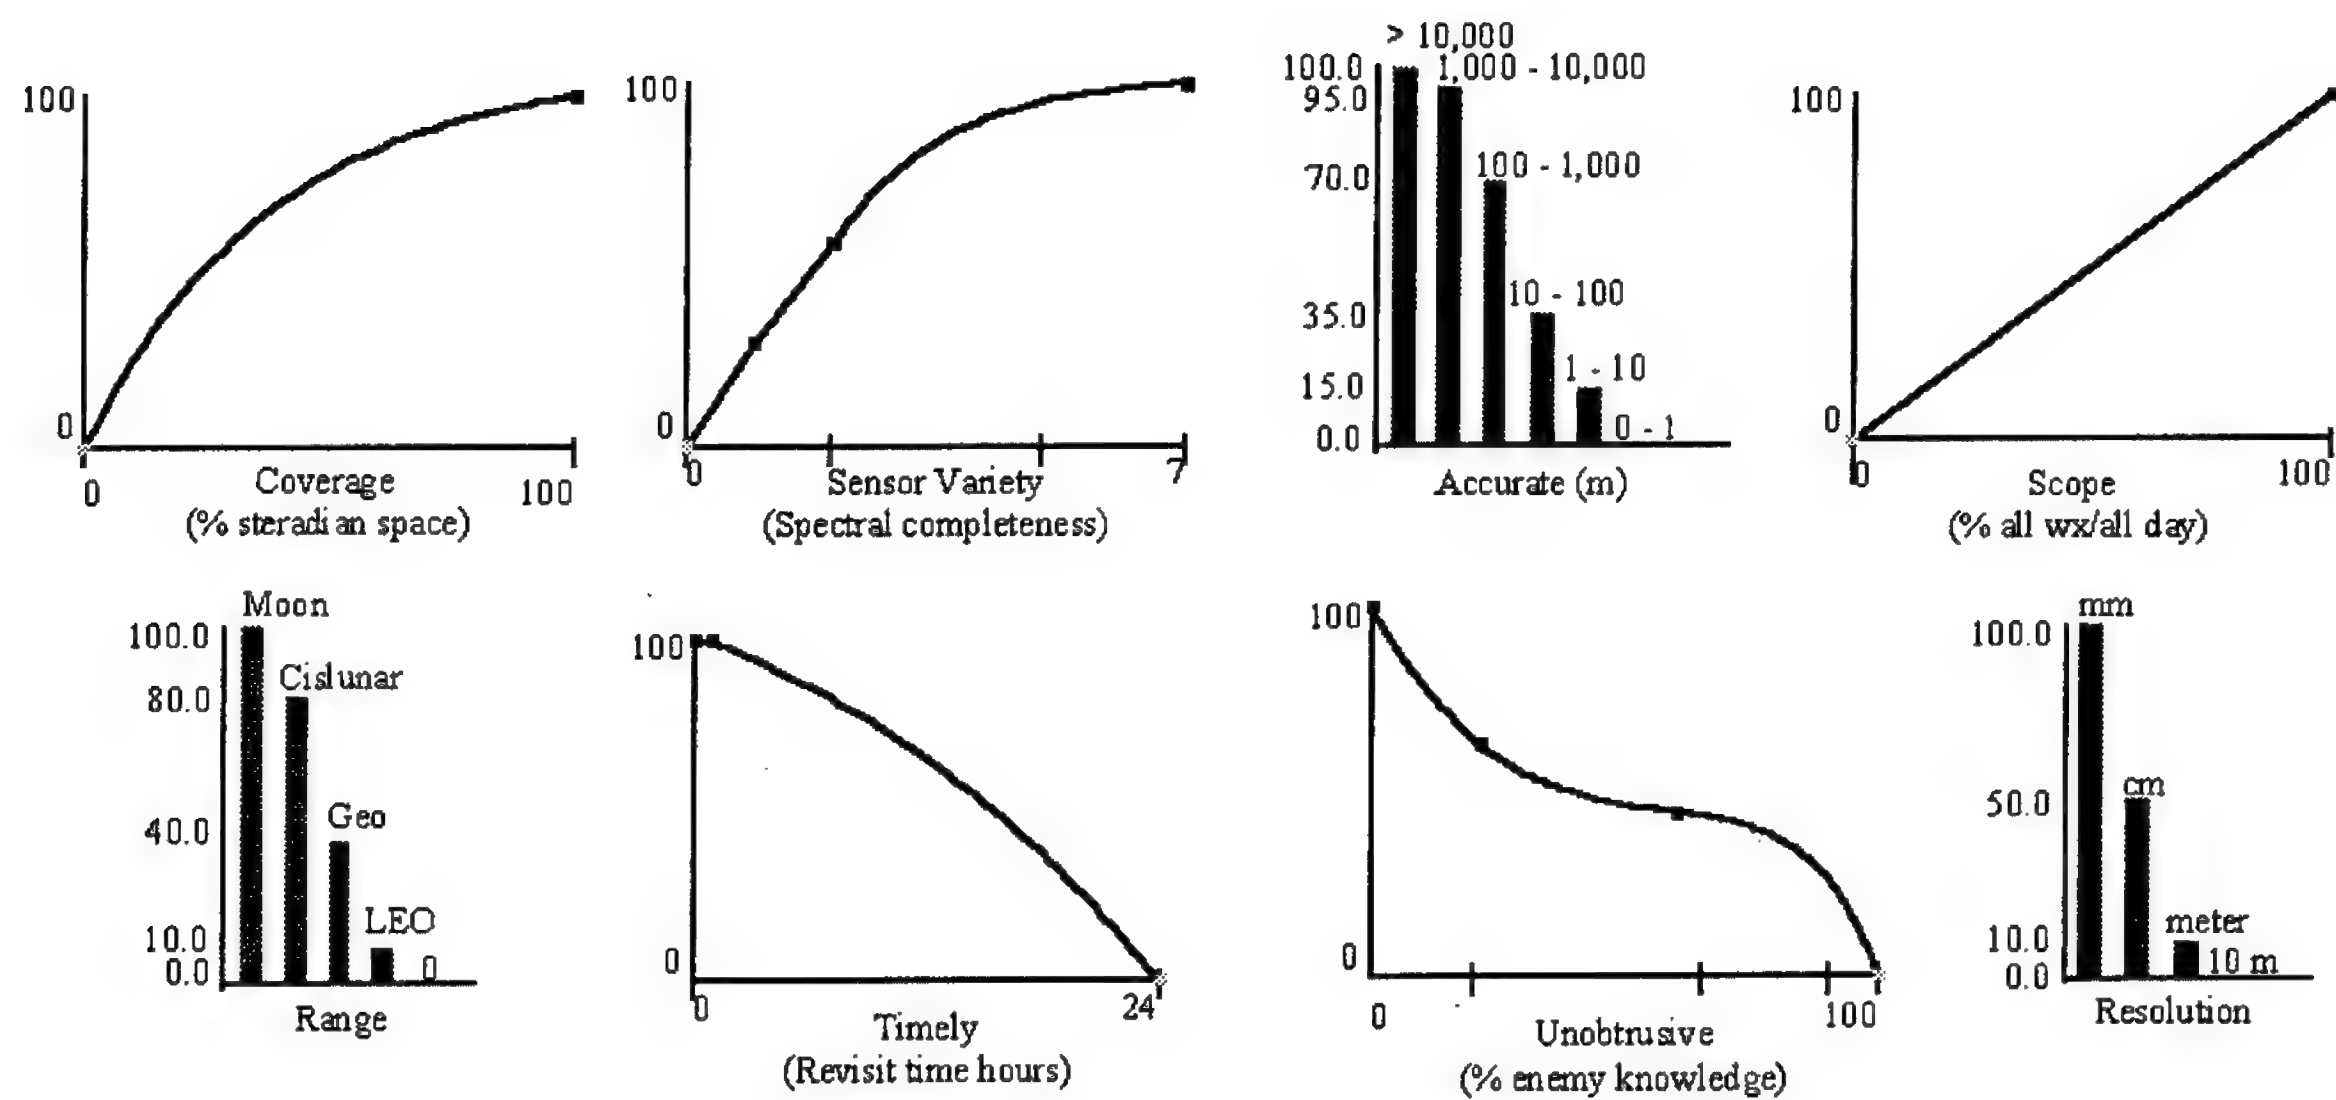 100
0
0
100
Coverage
(% steradian space)
100
0
0
7
Sensor Variety
(Spectral completeness)
> 10,000
100.0
1,000 - 10,000
95.0
100 - 1,000
70.0
10 - 100
35.0
1 - 10
15.0
0 - 1
0.0
Accurate (m)
100
0
0
100
Scope
(% all wx/all day)
Moon
100.0
Cislunar
80.0
Geo
40.0
LEO
10.0
0.0
0
Range
100
0
0
24
Timely
(Revisit time hours)
100
0
0
100
Unobtrusive
(% enemy knowledge)
mm
100.0
cm
50.0
meter
10.0
10 m
0.0
Resolution